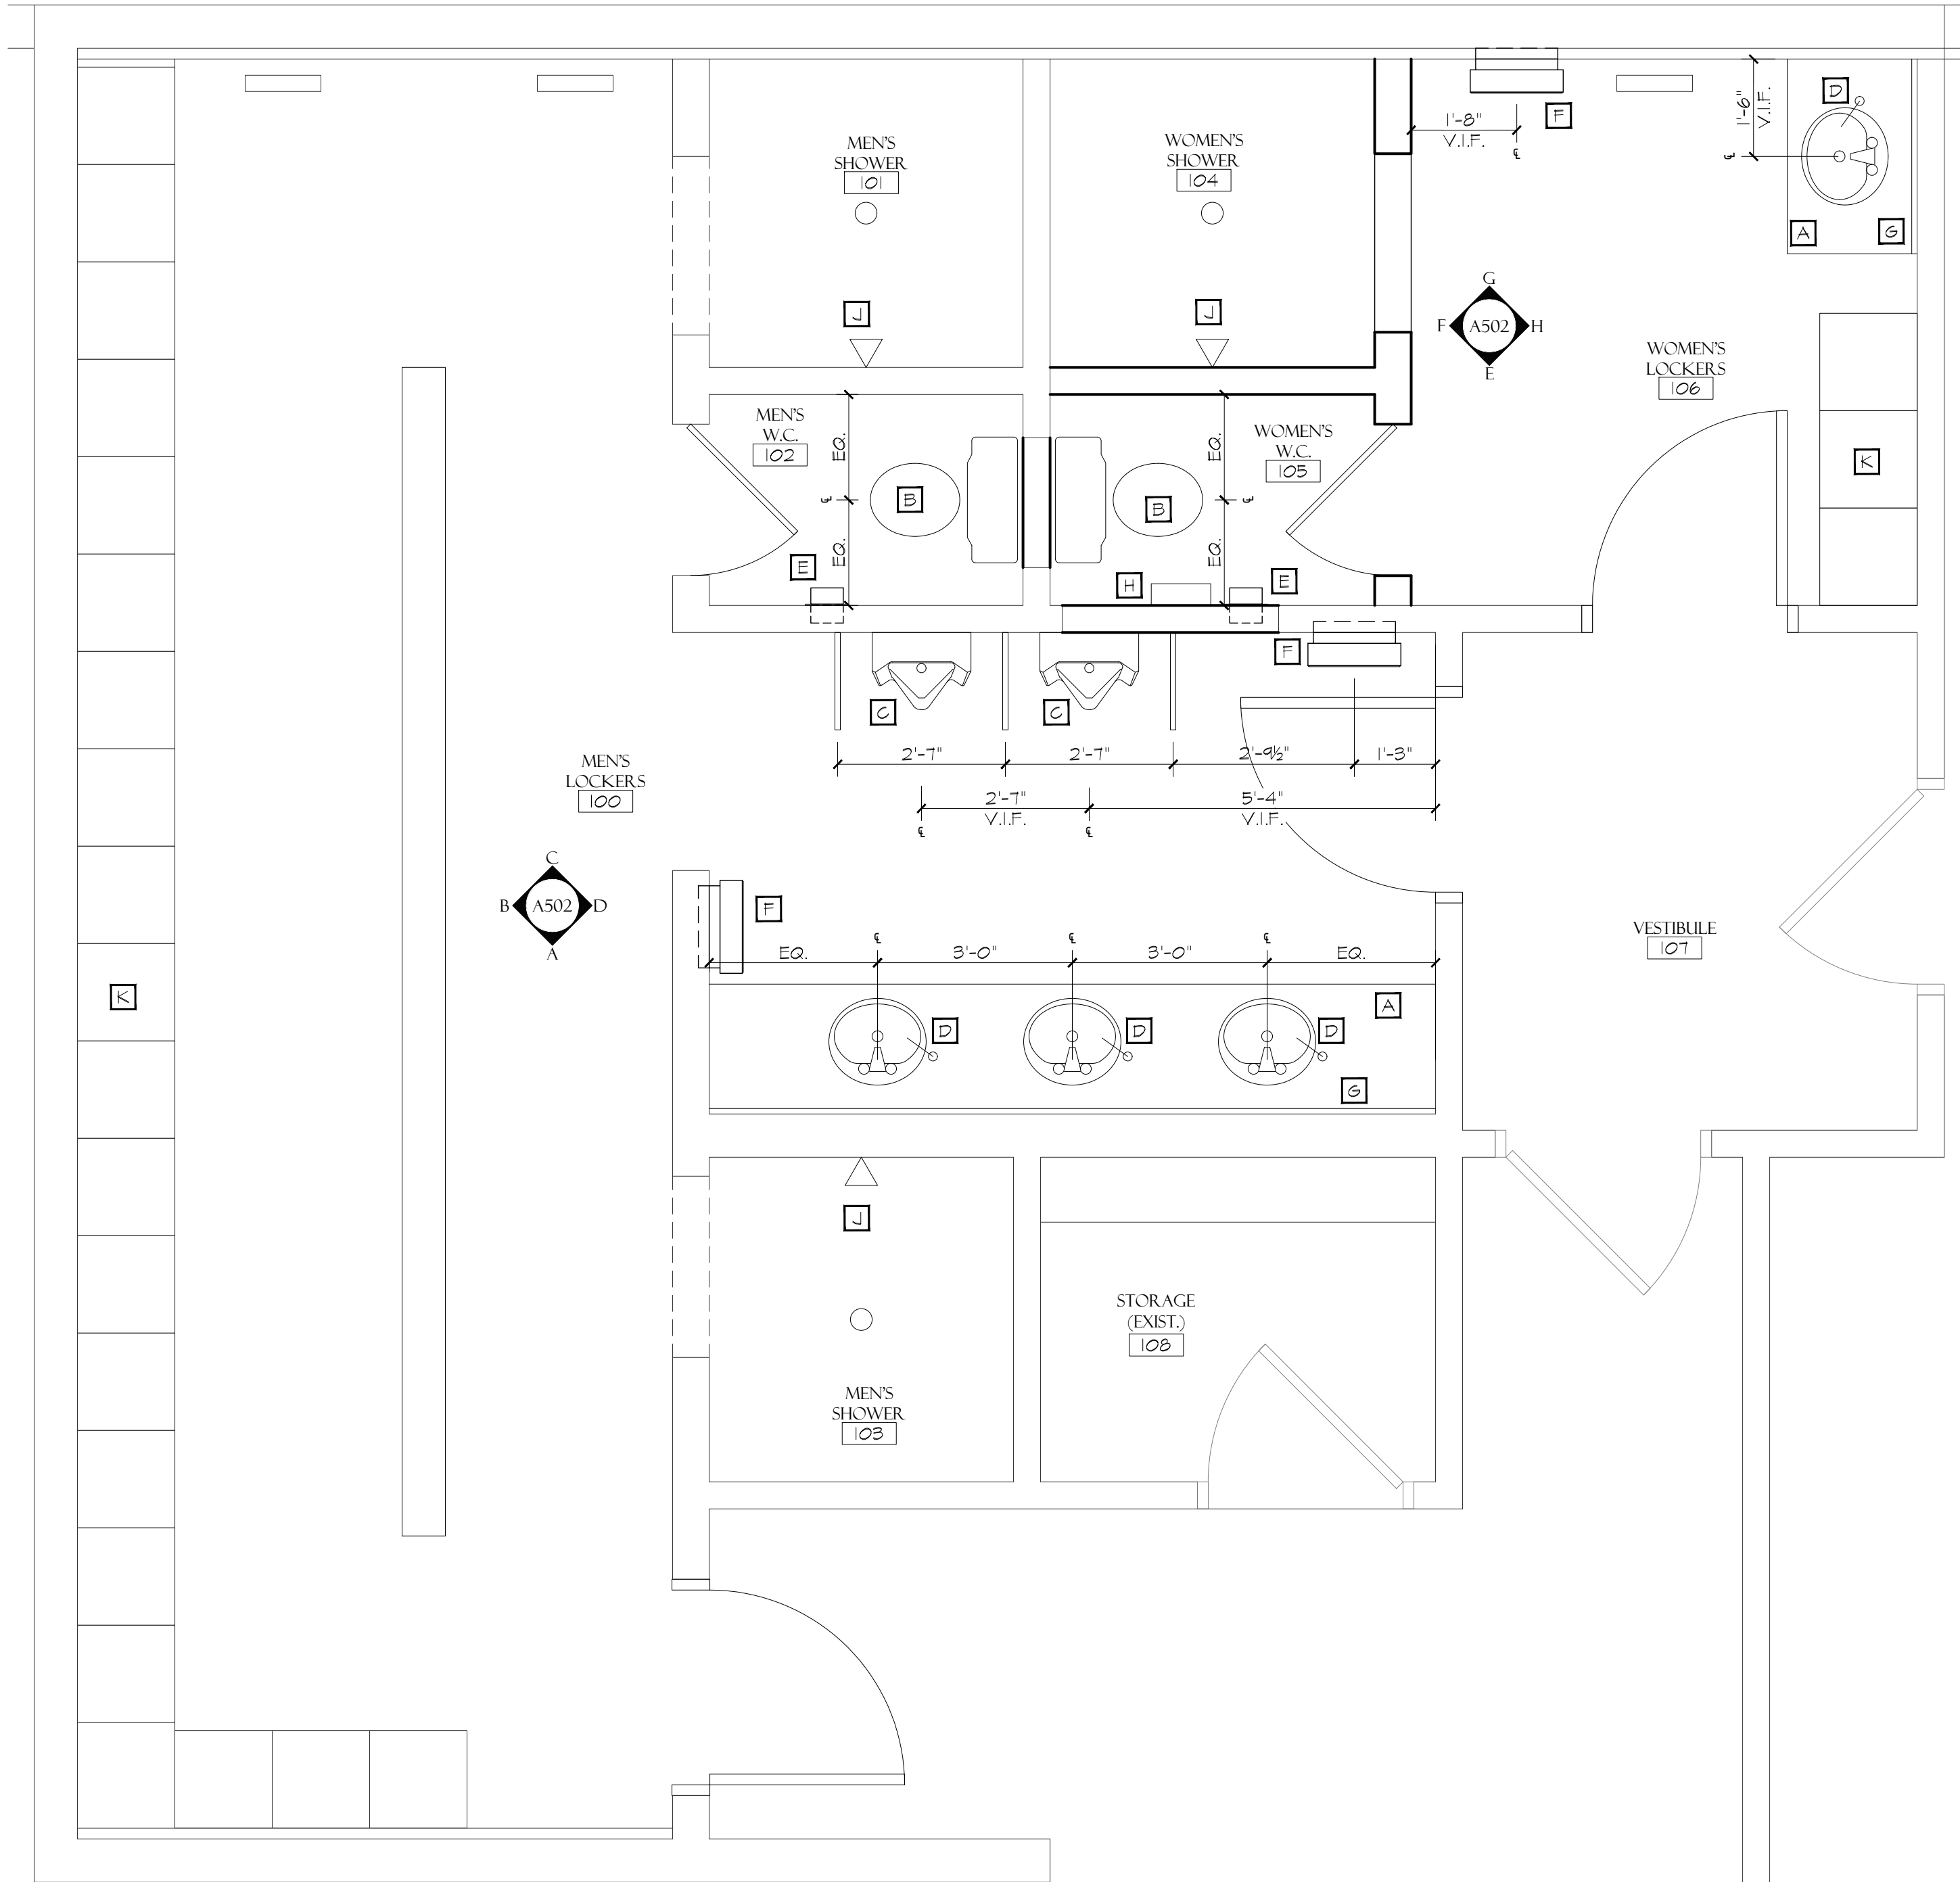 MEN'S
SHOWER
101
J
WOMEN'S
SHOWER
104
J
1'-8"
V.I.F.
℄
F
1'-6"
V.I.F.
℄
D
A
G
G
F A502 H
E
WOMEN'S
LOCKERS
106
K
MEN'S
W.C.
102
EQ.
℄
EQ.
B
E
B
EQ.
℄
EQ.
WOMEN'S
W.C.
105
H
E
F
C
C
2'-7"
2'-7"
2'-9½"
1'-3"
2'-7"
V.I.F.
5'-4"
V.I.F.
℄
℄
MEN'S
LOCKERS
100
C
B A502 D
A
K
F
EQ.
℄
3'-0"
℄
3'-0"
℄
EQ.
A
D
D
D
G
VESTIBULE
107
J
MEN'S
SHOWER
103
STORAGE
(EXIST.)
108